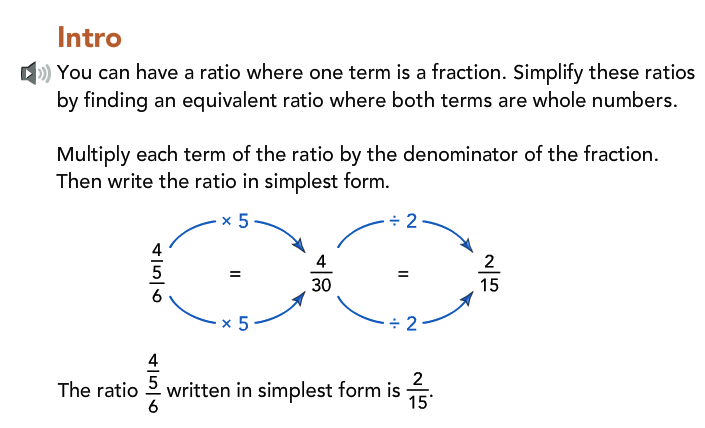 Intro
You can have a ratio where one term is a fraction. Simplify these ratios
by finding an equivalent ratio where both terms are whole numbers.
Multiply each term of the ratio by the denominator of the fraction.
Then write the ratio in simplest form.
× 5 ÷ 2
4/5/6 = 4/30 = 2/15
× 5 ÷ 2
The ratio 4/5/6 written in simplest form is 2/15.